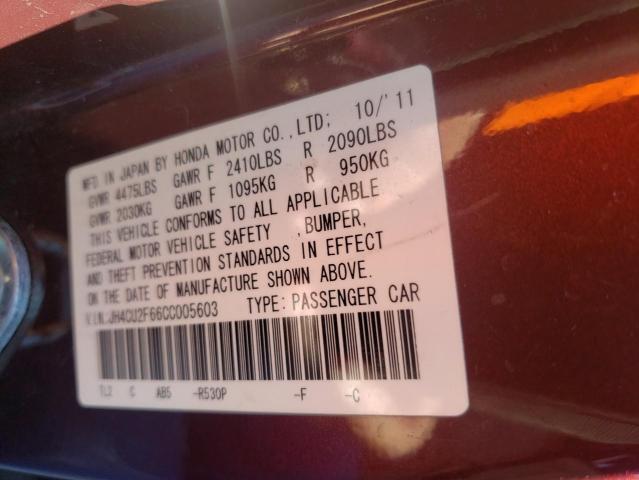 MFD. IN JAPAN BY HONDA MOTOR CO.,LTD; 10/'11
GVWR 4475LBS GAWR F 2410LBS R 2090LBS
GVWR 2030KG GAWR F 1095KG R 950KG
THIS VEHICLE CONFORMS TO ALL APPLICABLE
FEDERAL MOTOR VEHICLE SAFETY ,BUMPER,
AND THEFT PREVENTION STANDARDS IN EFFECT
ON THE DATE OF MANUFACTURE SHOWN ABOVE.
V.I.N.:JH4CU2F66CC005603 TYPE:PASSENGER CAR
TL2 C AB5 -R530P -F -C